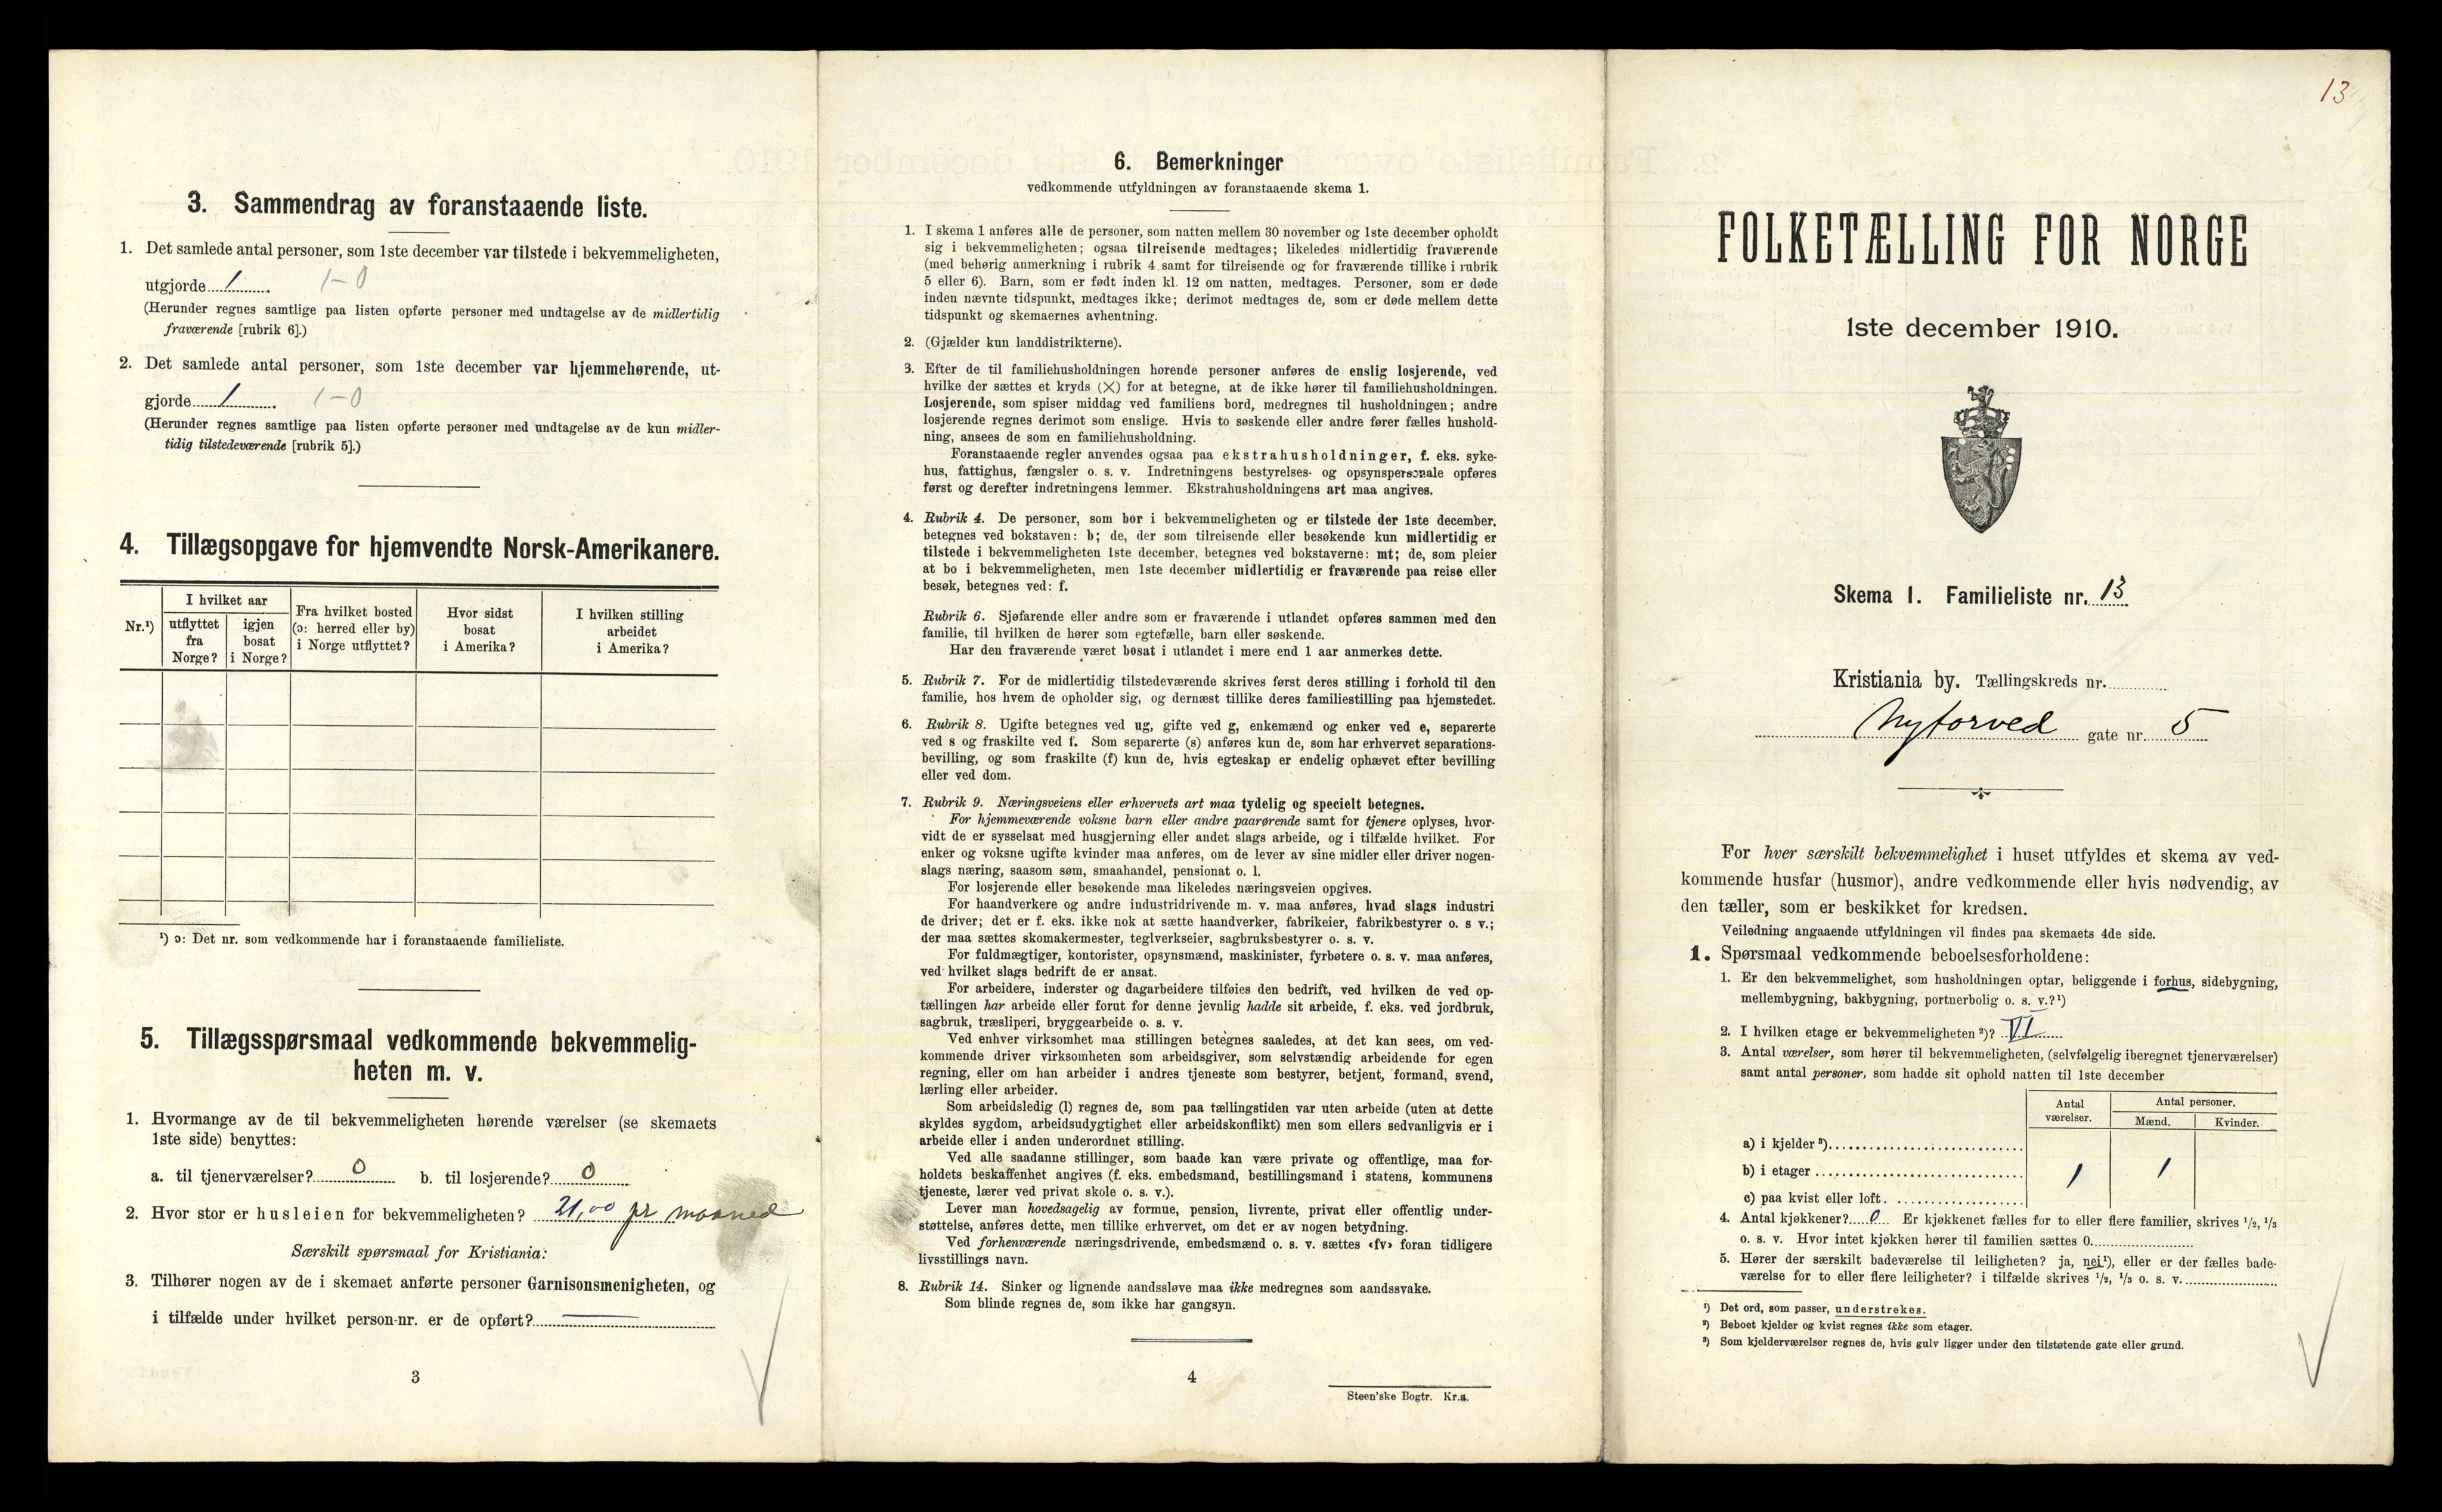 3. Sammendrag av foranstaaende liste.
1. Det samlede antal personer, som 1ste december var tilstede i bekvemmeligheten,
utgjorde 1. 1-0
(Herunder regnes samtlige paa listen opførte personer med undtagelse av de midlertidig
fraværende [rubrik 6].)
2. Det samlede antal personer, som 1ste december var hjemmehørende, ut-
gjorde 1. 1-0
(Herunder regnes samtlige paa listen opførte personer med undtagelse av de kun midler-
tidig tilstedeværende [rubrik 5].)
4. Tillægsopgave for hjemvendte Norsk-Amerikanere.
Nr.¹)
I hvilket aar
utflyttet
fra
Norge?
igjen
bosat
i Norge?
Fra hvilket bosted
(ɔ: herred eller by)
i Norge utflyttet?
Hvor sidst
bosat
i Amerika?
I hvilken stilling
arbeidet
i Amerika?
¹) ɔ: Det nr. som vedkommende har i foranstaaende familieliste.
5. Tillægsspørsmaal vedkommende bekvemmelig-
heten m. v.
1. Hvormange av de til bekvemmeligheten hørende værelser (se skemaets
1ste side) benyttes:
a. til tjenerværelser? 0 b. til losjerende? 0
2. Hvor stor er husleien for bekvemmeligheten? 21,00 pr maaned
Særskilt spørsmaal for Kristiania:
3. Tilhører nogen av de i skemaet anførte personer Garnisonsmenigheten, og
i tilfælde under hvilket person-nr. er de opført?
3
6. Bemerkninger
vedkommende utfyldningen av foranstaaende skema 1.
1. I skema 1 anføres alle de personer, som natten mellem 30 november og 1ste december opholdt
sig i bekvemmeligheten; ogsaa tilreisende medtages; likeledes midlertidig fraværende
(med behørig anmerkning i rubrik 4 samt for tilreisende og for fraværende tillike i rubrik
5 eller 6). Barn, som er født inden kl. 12 om natten, medtages. Personer, som er døde
inden nævnte tidspunkt, medtages ikke; derimot medtages de, som er døde mellem dette
tidspunkt og skemaernes avhentning.
2. (Gjælder kun landdistrikterne).
3. Efter de til familiehusholdningen hørende personer anføres de enslig losjerende, ved
hvilke der sættes et kryds (×) for at betegne, at de ikke hører til familiehusholdningen.
Losjerende, som spiser middag ved familiens bord, medregnes til husholdningen; andre
losjerende regnes derimot som enslige. Hvis to søskende eller andre fører fælles hushold-
ning, ansees de som en familiehusholdning.
Foranstaaende regler anvendes ogsaa paa ekstrahusholdninger, f. eks. syke-
hus, fattighus, fængsler o. s. v. Indretningens bestyrelses- og opsynspersonale opføres
først og derefter indretningens lemmer. Ekstrahusholdningens art maa angives.
4. Rubrik 4. De personer, som bor i bekvemmeligheten og er tilstede der 1ste december,
betegnes ved bokstaven: b; de, der som tilreisende eller besøkende kun midlertidig er
tilstede i bekvemmeligheten 1ste december, betegnes ved bokstaverne: mt; de, som pleier
at bo i bekvemmeligheten, men 1ste december midlertidig er fraværende paa reise eller
besøk, betegnes ved: f.
Rubrik 6. Sjøfarende eller andre som er fraværende i utlandet opføres sammen med den
familie, til hvilken de hører som egtefælle, barn eller søskende.
Har den fraværende været bosat i utlandet i mere end 1 aar anmerkes dette.
5. Rubrik 7. For de midlertidig tilstedeværende skrives først deres stilling i forhold til den
familie, hos hvem de opholder sig, og dernæst tillike deres familiestilling paa hjemstedet.
6. Rubrik 8. Ugifte betegnes ved ug, gifte ved g, enkemænd og enker ved e, separerte
ved s og fraskilte ved f. Som separerte (s) anføres kun de, som har erhvervet separations-
bevilling, og som fraskilte (f) kun de, hvis egteskap er endelig ophævet efter bevilling
eller ved dom.
7. Rubrik 9. Næringsveiens eller erhvervets art maa tydelig og specielt betegnes.
For hjemmeværende voksne barn eller andre paarørende samt for tjenere oplyses, hvor-
vidt de er sysselsat med husgjerning eller andet slags arbeide, og i tilfælde hvilket. For
enker og voksne ugifte kvinder maa anføres, om de lever av sine midler eller driver nogen-
slags næring, saasom søm, smaahandel, pensionat o. l.
For losjerende eller besøkende maa likeledes næringsveien opgives.
For haandverkere og andre industridrivende m. v. maa anføres, hvad slags industri
de driver; det er f. eks. ikke nok at sætte haandverker, fabrikeier, fabrikbestyrer o. s v.;
der maa sættes skomakermester, teglverkseier, sagbruksbestyrer o. s. v.
For fuldmægtiger, kontorister, opsynsmænd, maskinister, fyrbøtere o. s. v. maa anføres,
ved hvilket slags bedrift de er ansat.
For arbeidere, inderster og dagarbeidere tilføies den bedrift, ved hvilken de ved op-
tællingen har arbeide eller forut for denne jevnlig hadde sit arbeide, f. eks. ved jordbruk,
sagbruk, træsliperi, bryggearbeide o. s. v.
Ved enhver virksomhet maa stillingen betegnes saaledes, at det kan sees, om ved-
kommende driver virksomheten som arbeidsgiver, som selvstændig arbeidende for egen
regning, eller om han arbeider i andres tjeneste som bestyrer, betjent, formand, svend,
lærling eller arbeider.
Som arbeidsledig (l) regnes de, som paa tællingstiden var uten arbeide (uten at dette
skyldes sygdom, arbeidsudygtighet eller arbeidskonflikt) men som ellers sedvanligvis er i
arbeide eller i anden underordnet stilling.
Ved alle saadanne stillinger, som baade kan være private og offentlige, maa for-
holdets beskaffenhet angives (f. eks. embedsmand, bestillingsmand i statens, kommunens
tjeneste, lærer ved privat skole o. s. v.).
Lever man hovedsagelig av formue, pension, livrente, privat eller offentlig under-
støttelse, anføres dette, men tillike erhvervet, om det er av nogen betydning.
Ved forhenværende næringsdrivende, embedsmænd o. s. v. sættes «fv» foran tidligere
livsstillings navn.
8. Rubrik 14. Sinker og lignende aandssløve maa ikke medregnes som aandssvake.
Som blinde regnes de, som ikke har gangsyn.
4
Steen'ske Bogtr. Kr.a.
13
FOLKETÆLLING FOR NORGE
1ste december 1910.
Skema 1. Familieliste nr. 13
Kristiania by. Tællingskreds nr.
Nytorved gate nr. 5
For hver særskilt bekvemmelighet i huset utfyldes et skema av ved-
kommende husfar (husmor), andre vedkommende eller hvis nødvendig, av
den tæller, som er beskikket for kredsen.
Veiledning angaaende utfyldningen vil findes paa skemaets 4de side.
1. Spørsmaal vedkommende beboelsesforholdene:
1. Er den bekvemmelighet, som husholdningen optar, beliggende i forhus, sidebygning,
mellembygning, bakbygning, portnerbolig o. s. v.?¹)
2. I hvilken etage er bekvemmeligheten²)? VI
3. Antal værelser, som hører til bekvemmeligheten, (selvfølgelig iberegnet tjenerværelser)
samt antal personer, som hadde sit ophold natten til 1ste december
Antal
værelser.
Antal personer.
Mænd. Kvinder.
a) i kjelder³)
b) i etager 1 1
c) paa kvist eller loft.
4. Antal kjøkkener? 0 Er kjøkkenet fælles for to eller flere familier, skrives 1/2, 1/3
o. s. v. Hvor intet kjøkken hører til familien sættes 0.
5. Hører der særskilt badeværelse til leiligheten? ja, nei¹), eller er der fælles bade-
værelse for to eller flere leiligheter? i tilfælde skrives 1/2, 1/3 o. s. v.
¹) Det ord, som passer, understrekes.
²) Beboet kjelder og kvist regnes ikke som etager.
³) Som kjelderværelser regnes de, hvis gulv ligger under den tilstøtende gate eller grund.